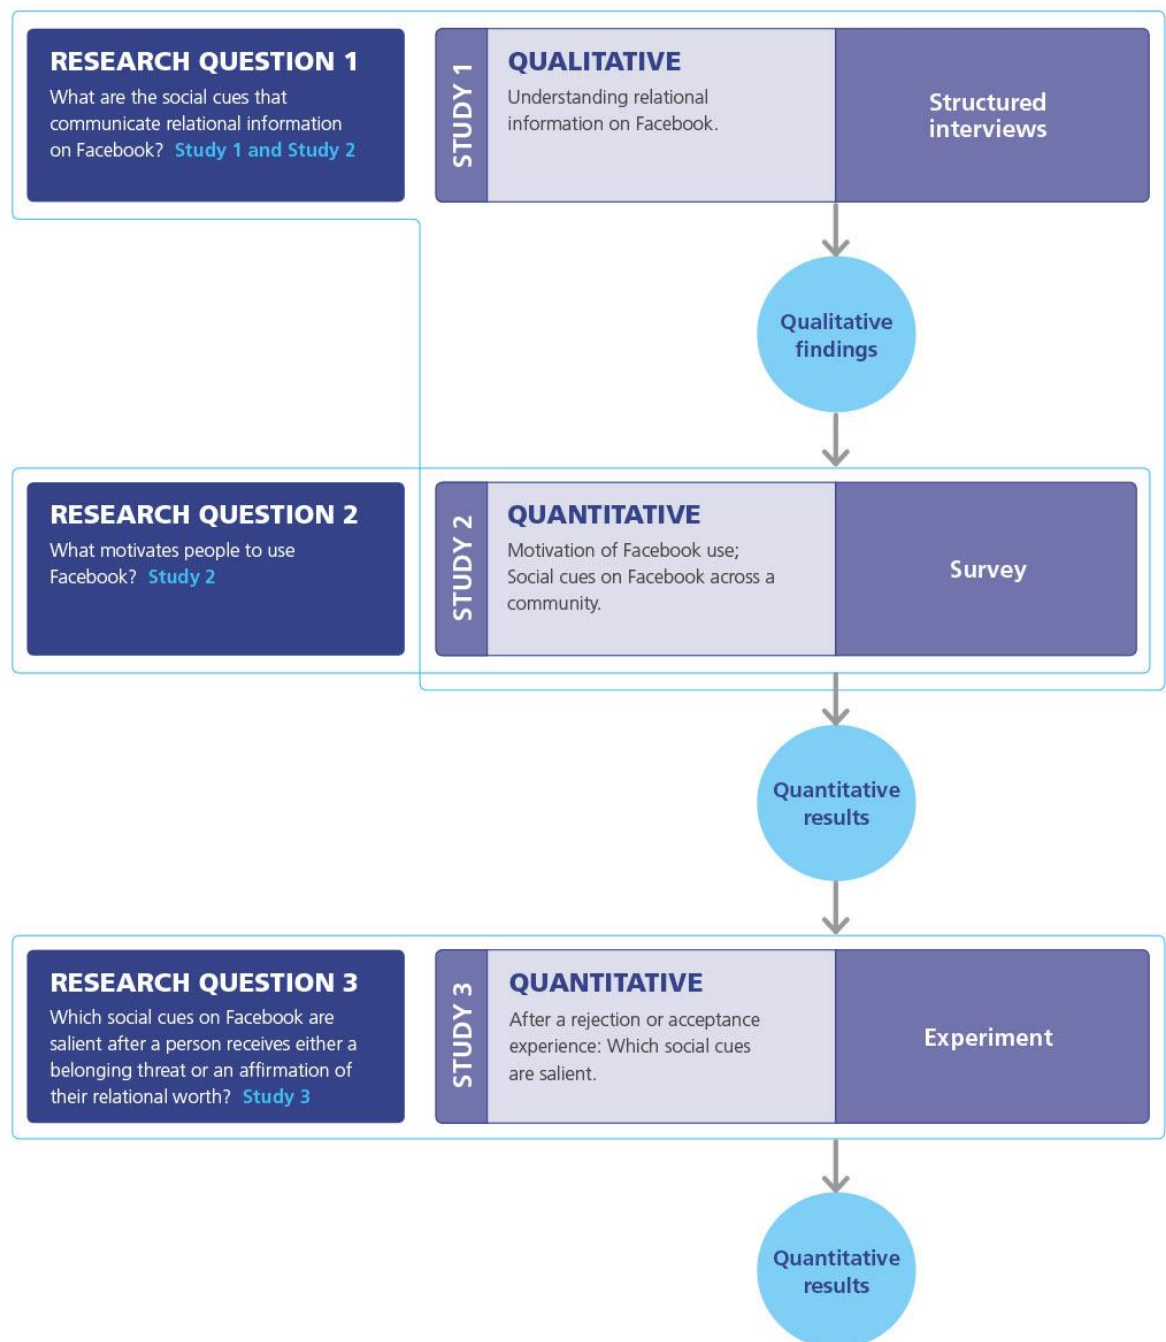 RESEARCH QUESTION 1
What are the social cues that
communicate relational information
on Facebook? Study 1 and Study 2
STUDY 1
QUALITATIVE
Understanding relational
information on Facebook.
Structured
interviews
Qualitative
findings
RESEARCH QUESTION 2
What motivates people to use
Facebook? Study 2
STUDY 2
QUANTITATIVE
Motivation of Facebook use;
Social cues on Facebook across a
community.
Survey
Quantitative
results
RESEARCH QUESTION 3
Which social cues on Facebook are
salient after a person receives either a
belonging threat or an affirmation of
their relational worth? Study 3
STUDY 3
QUANTITATIVE
After a rejection or acceptance
experience: Which social cues
are salient.
Experiment
Quantitative
results